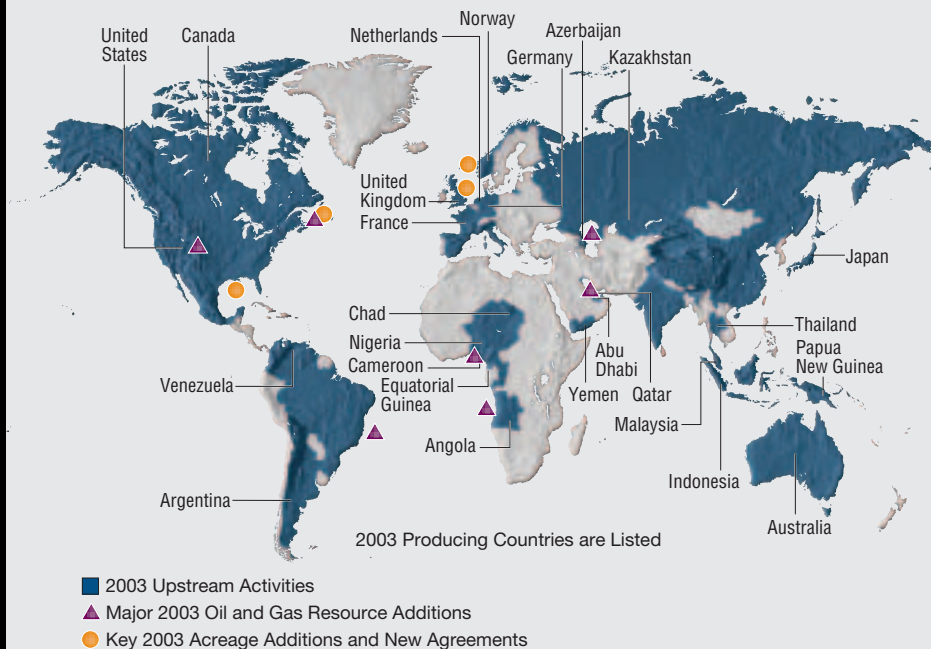 Norway
Azerbaijan
United
States
Canada
Netherlands
Germany
Kazakhstan
United
Kingdom
France
Japan
Chad
Nigeria
Cameroon
Equatorial
Guinea
Abu
Dhabi
Thailand
Papua
New Guinea
Venezuela
Yemen
Qatar
Malaysia
Angola
Indonesia
Argentina
Australia
2003 Producing Countries are Listed
2003 Upstream Activities
Major 2003 Oil and Gas Resource Additions
Key 2003 Acreage Additions and New Agreements